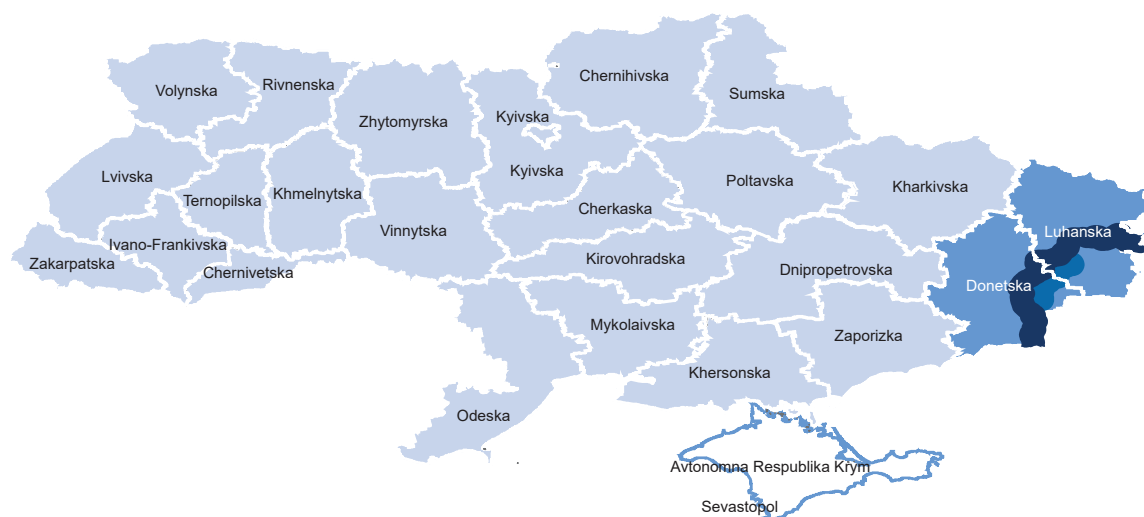 Chernihivska
Volynska
Rivnenska
Sumska
Zhytomyrska
Kyivska
Kyivska
Lvivska
Ternopilska
Khmelnytska
Poltavska
Kharkivska
Cherkaska
Vinnytska
Luhanska
Ivano-Frankivska
Zakarpatska
Chernivetska
Kirovohradska
Dnipropetrovska
Donetska
Mykolaivska
Zaporizka
Khersonska
Odeska
Avtonomna Respublika Krym
Sevastopol